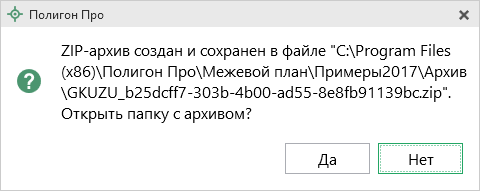 Полигон Про
ZIP-архив создан и сохранен в файле "C:\Program Files
(x86)\Полигон Про\Межевой план\Примеры2017\Архив
\GKUZU_b25dcff7-303b-4b00-ad55-8e8fb91139bc.zip".
Открыть папку с архивом?
Да
Нет